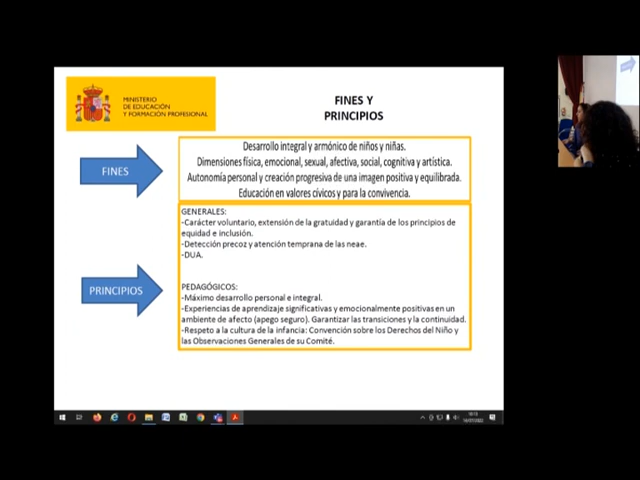 MINISTERIO
DE EDUCACIÓN
Y FORMACIÓN PROFESIONAL
FINES Y
PRINCIPIOS
FINES
Desarrollo integral y armónico de niños y niñas.
Dimensiones física, emocional, sexual, afectiva, social, cognitiva y artística.
Autonomía personal y creación progresiva de una imagen positiva y equilibrada.
Educación en valores cívicos y para la convivencia.
PRINCIPIOS
GENERALES:
-Carácter voluntario, extensión de la gratuidad y garantía de los principios de
equidad e inclusión.
-Detección precoz y atención temprana de las neae.
-DUA.
PEDAGÓGICOS:
-Máximo desarrollo personal e integral.
-Experiencias de aprendizaje significativas y emocionalmente positivas en un
ambiente de afecto (apego seguro). Garantizar las transiciones y la continuidad.
-Respeto a la cultura de la infancia: Convención sobre los Derechos del Niño y
las Observaciones Generales de su Comité.